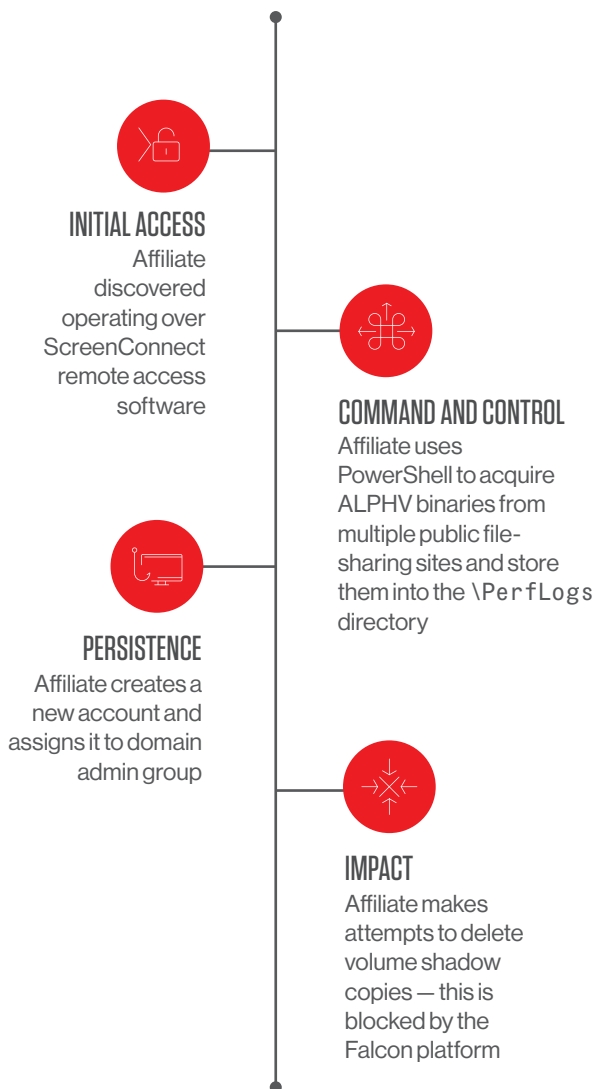 INITIAL ACCESS
Affiliate
discovered
operating over
ScreenConnect
remote access
software
COMMAND AND CONTROL
Affiliate uses
PowerShell to acquire
ALPHV binaries from
multiple public file-
sharing sites and store
them into the \PerfLogs
directory
PERSISTENCE
Affiliate creates a
new account and
assigns it to domain
admin group
IMPACT
Affiliate makes
attempts to delete
volume shadow
copies — this is
blocked by the
Falcon platform